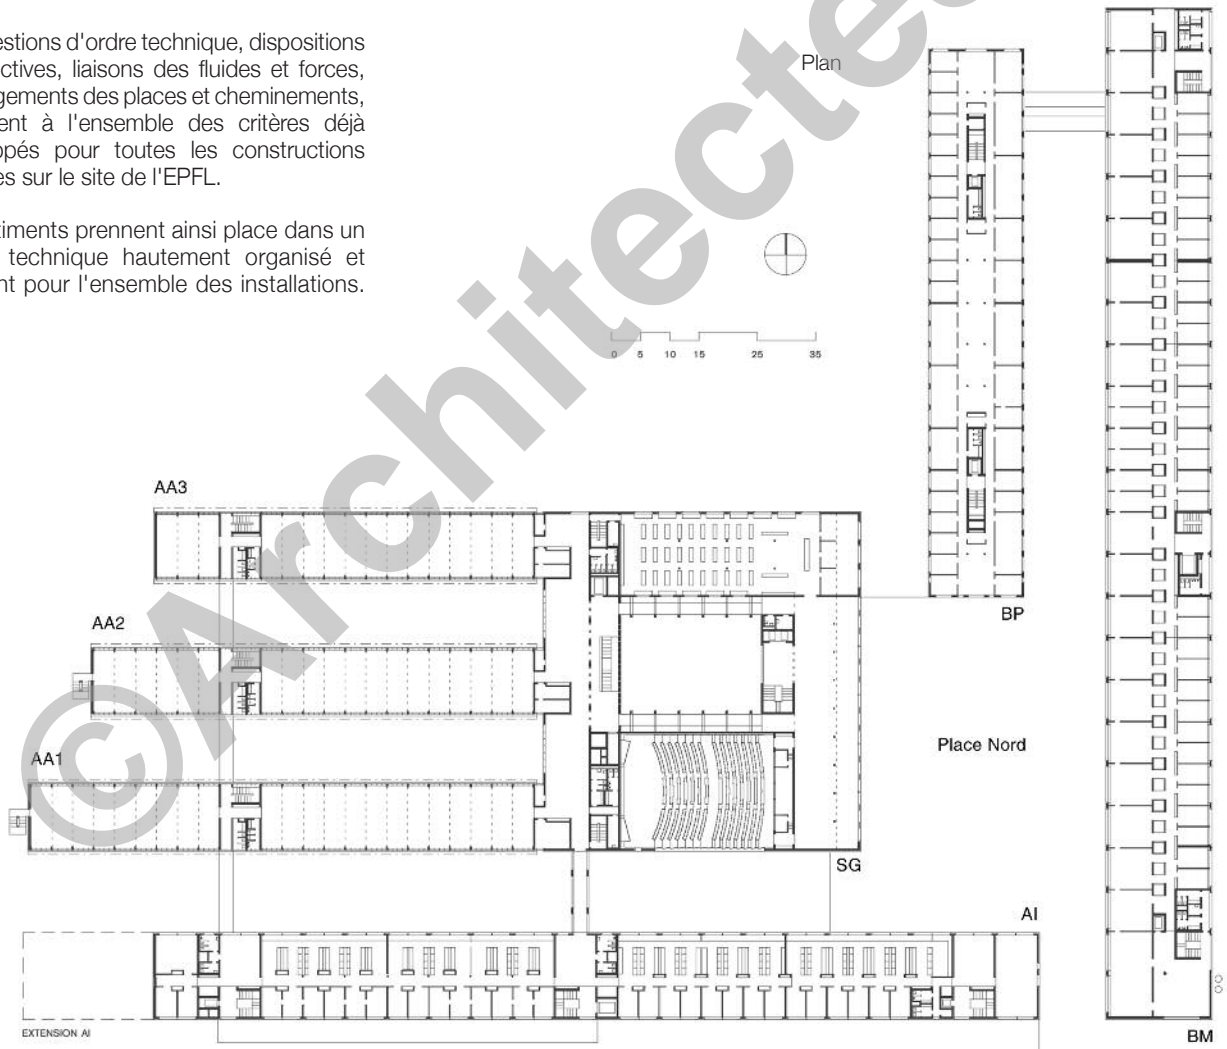 estions d'ordre technique, dispositions
ctives, liaisons des fluides et forces,
gements des places et cheminements,
ent à l'ensemble des critères déjà
ppés pour toutes les constructions
es sur le site de l'EPFL.
timents prennent ainsi place dans un
technique hautement organisé et
nt pour l'ensemble des installations.
Plan
0 5 10 15 25 35
AA3
AA2
AA1
BP
Place Nord
SG
AI
EXTENSION AI
BM
©Architecte